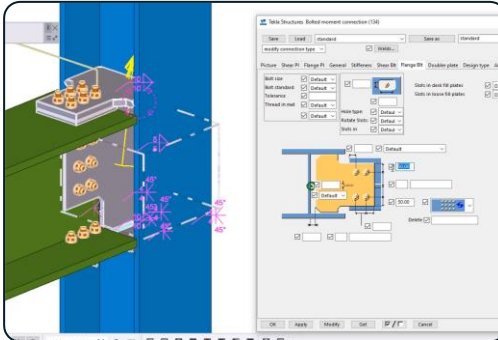 Tekla Structures  Bolted moment connection (134)
Save Load standard Save as standard
modify connection type Welds...
Picture Shear Pl Flange Pl General Stiffeners Shear Blt Flange Blt Doubler plate Design type
Bolt size Default
Bolt standard Default
Tolerance
Thread in mat Default
Default
Hole type Default
Rotate Slots Default
Slots in Default
Slots in deck fill plates
Slots in loose fill plates
Default
Default
50.00
Delete
45°
45°
45°
45°
OK Apply Modify Get Cancel